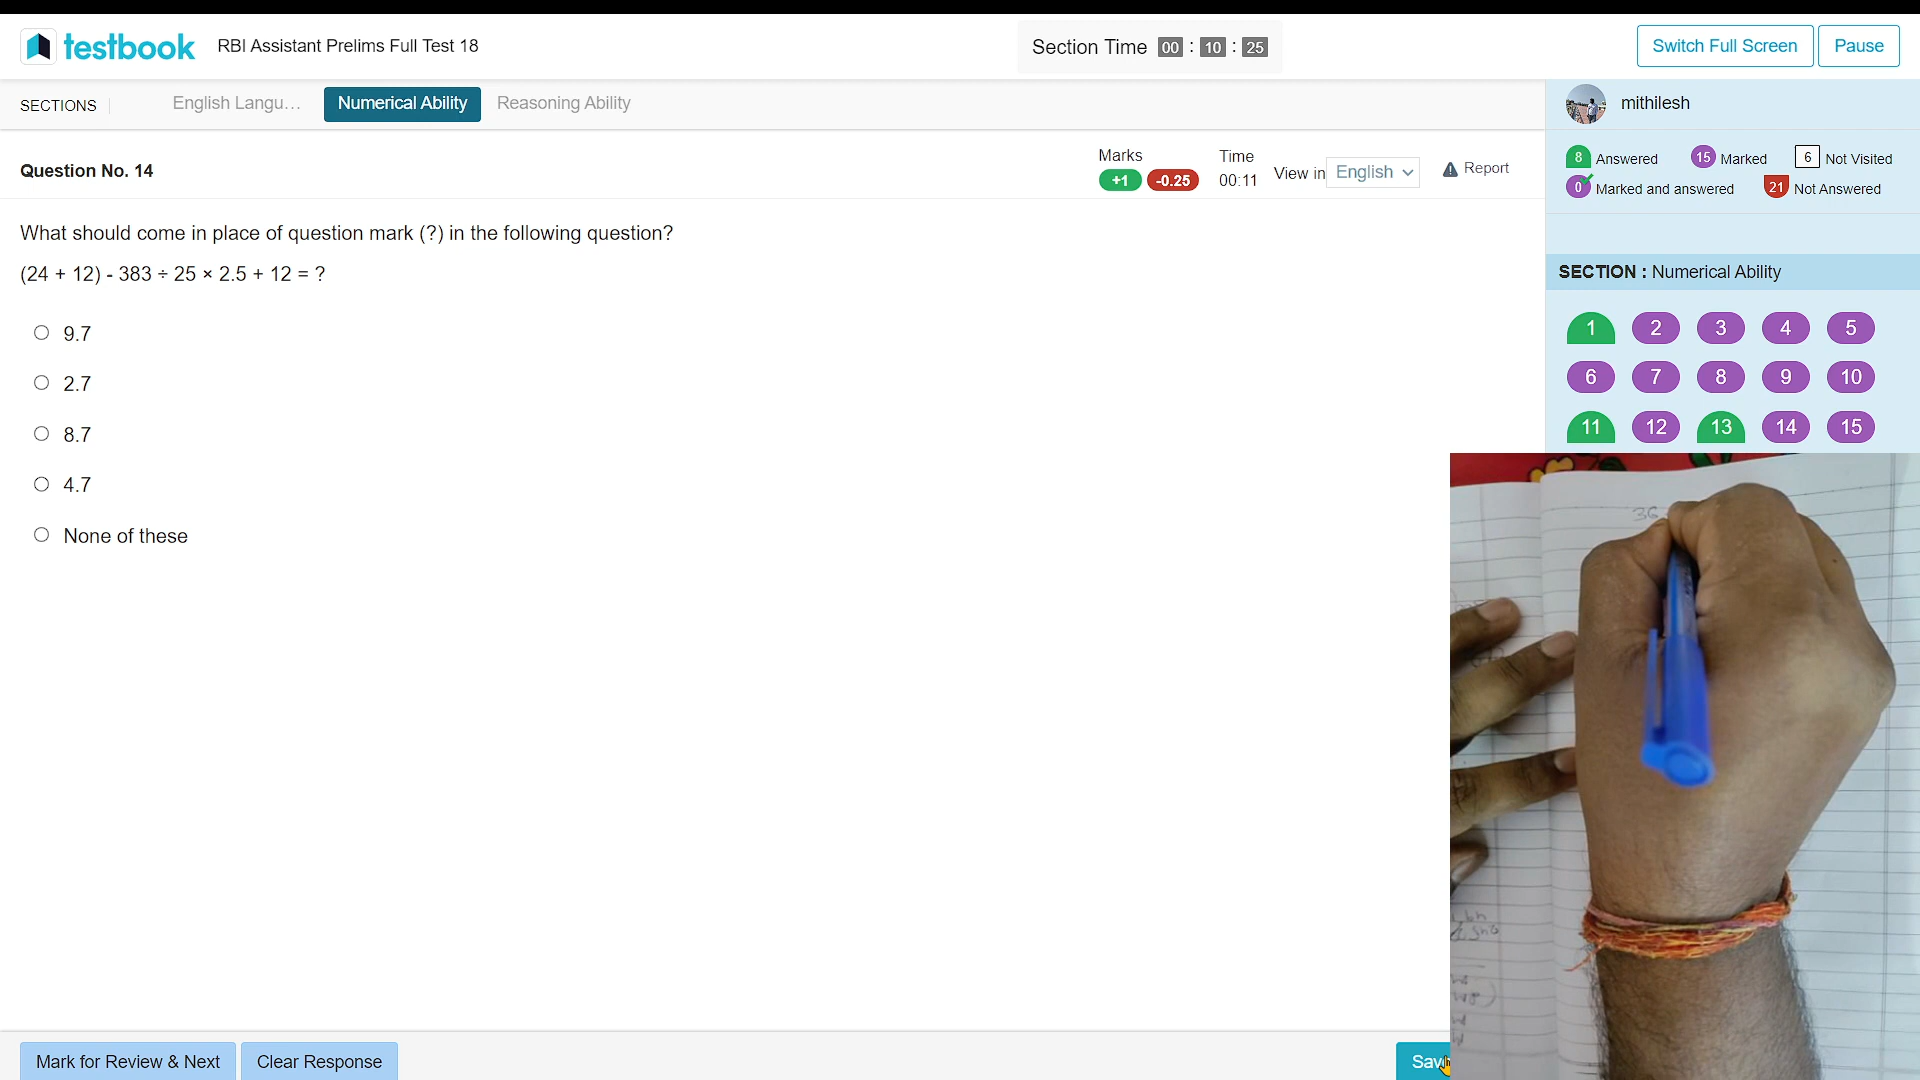 testbook RBI Assistant Prelims Full Test 18 Section Time 00 : 10 : 25 Switch Full Screen Pause
SECTIONS English Langu... Numerical Ability Reasoning Ability
mithilesh
Question No. 14
Marks
+1 -0.25
Time
00:11
View in English
Report
8 Answered 15 Marked 6 Not Visited
0 Marked and answered 21 Not Answered
What should come in place of question mark (?) in the following question?
(24 + 12) - 383 ÷ 25 × 2.5 + 12 = ?
9.7
2.7
8.7
4.7
None of these
SECTION : Numerical Ability
1 2 3 4 5
6 7 8 9 10
11 12 13 14 15
36
Mark for Review & Next Clear Response